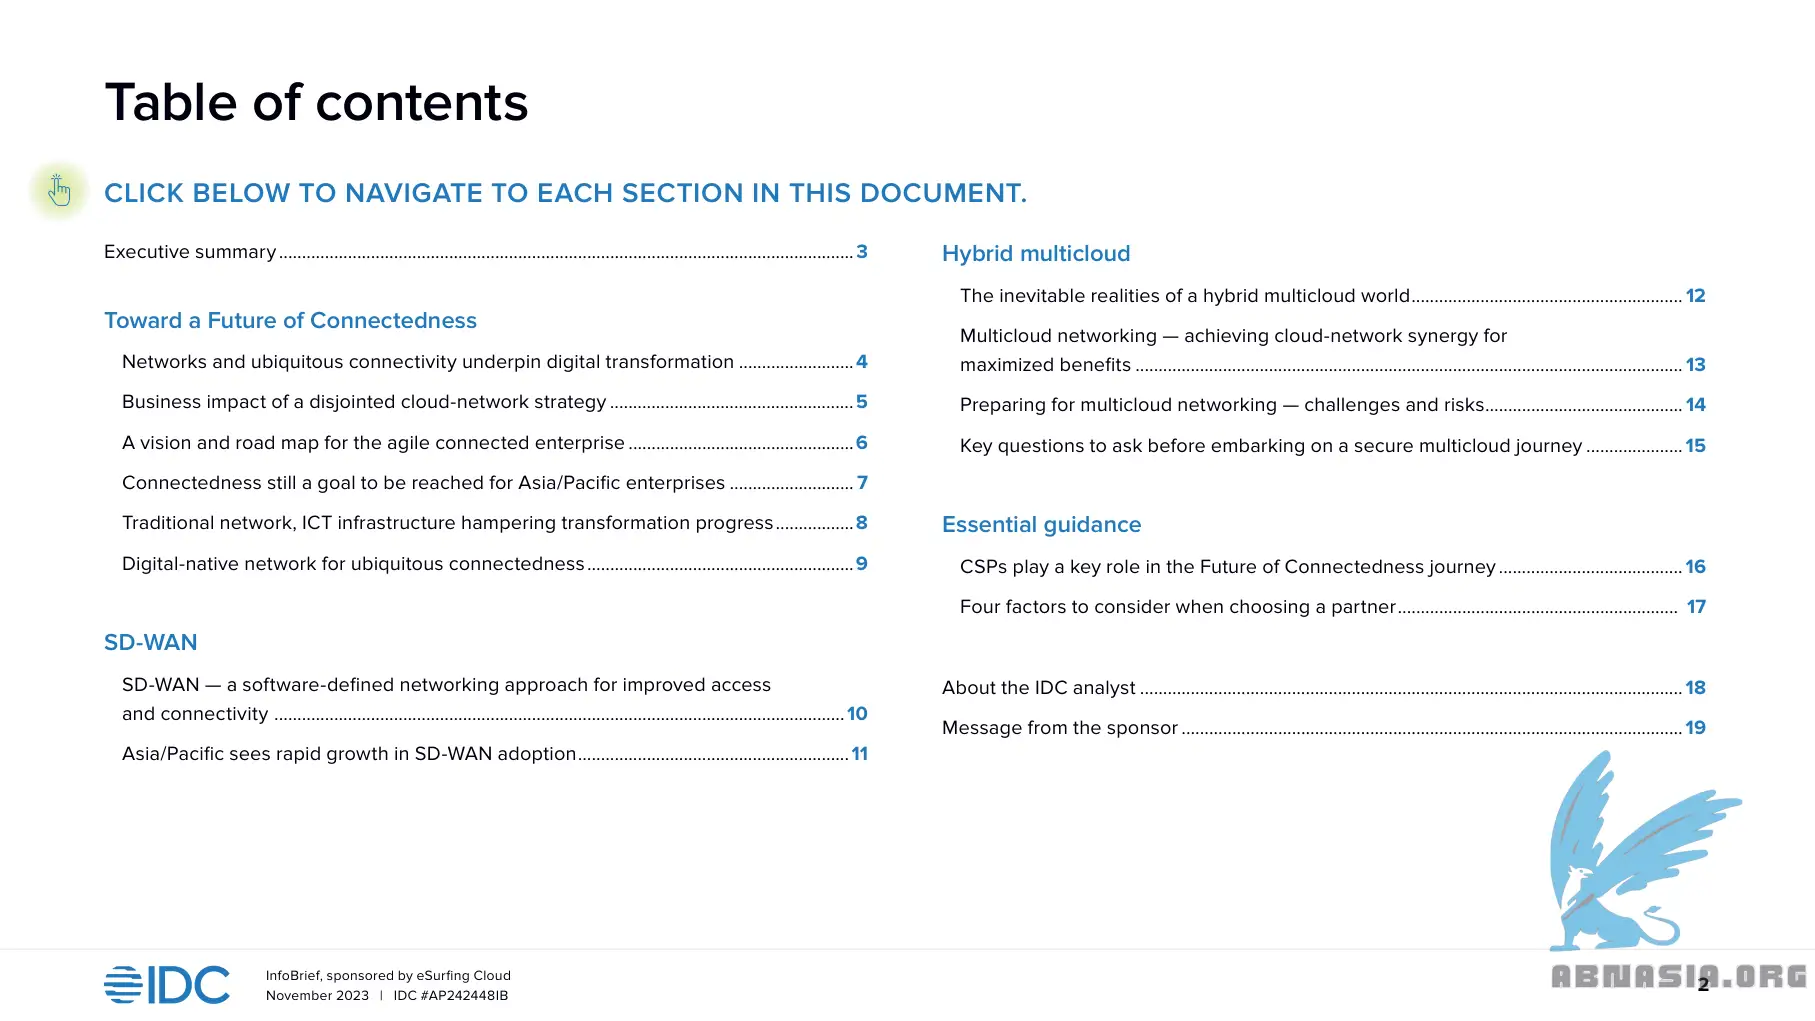 Table of contents
CLICK BELOW TO NAVIGATE TO EACH SECTION IN THIS DOCUMENT.
Executive summary 3
Toward a Future of Connectedness
Networks and ubiquitous connectivity underpin digital transformation 4
Business impact of a disjointed cloud-network strategy 5
A vision and road map for the agile connected enterprise 6
Connectedness still a goal to be reached for Asia/Pacific enterprises 7
Traditional network, ICT infrastructure hampering transformation progress 8
Digital-native network for ubiquitous connectedness 9
SD-WAN
SD-WAN — a software-defined networking approach for improved access
and connectivity 10
Asia/Pacific sees rapid growth in SD-WAN adoption 11
Hybrid multicloud
The inevitable realities of a hybrid multicloud world 12
Multicloud networking — achieving cloud-network synergy for
maximized benefits 13
Preparing for multicloud networking — challenges and risks 14
Key questions to ask before embarking on a secure multicloud journey 15
Essential guidance
CSPs play a key role in the Future of Connectedness journey 16
Four factors to consider when choosing a partner 17
About the IDC analyst 18
Message from the sponsor 19
IDC
InfoBrief, sponsored by eSurfing Cloud
November 2023 | IDC #AP242448IB
2
ABNASIA.ORG